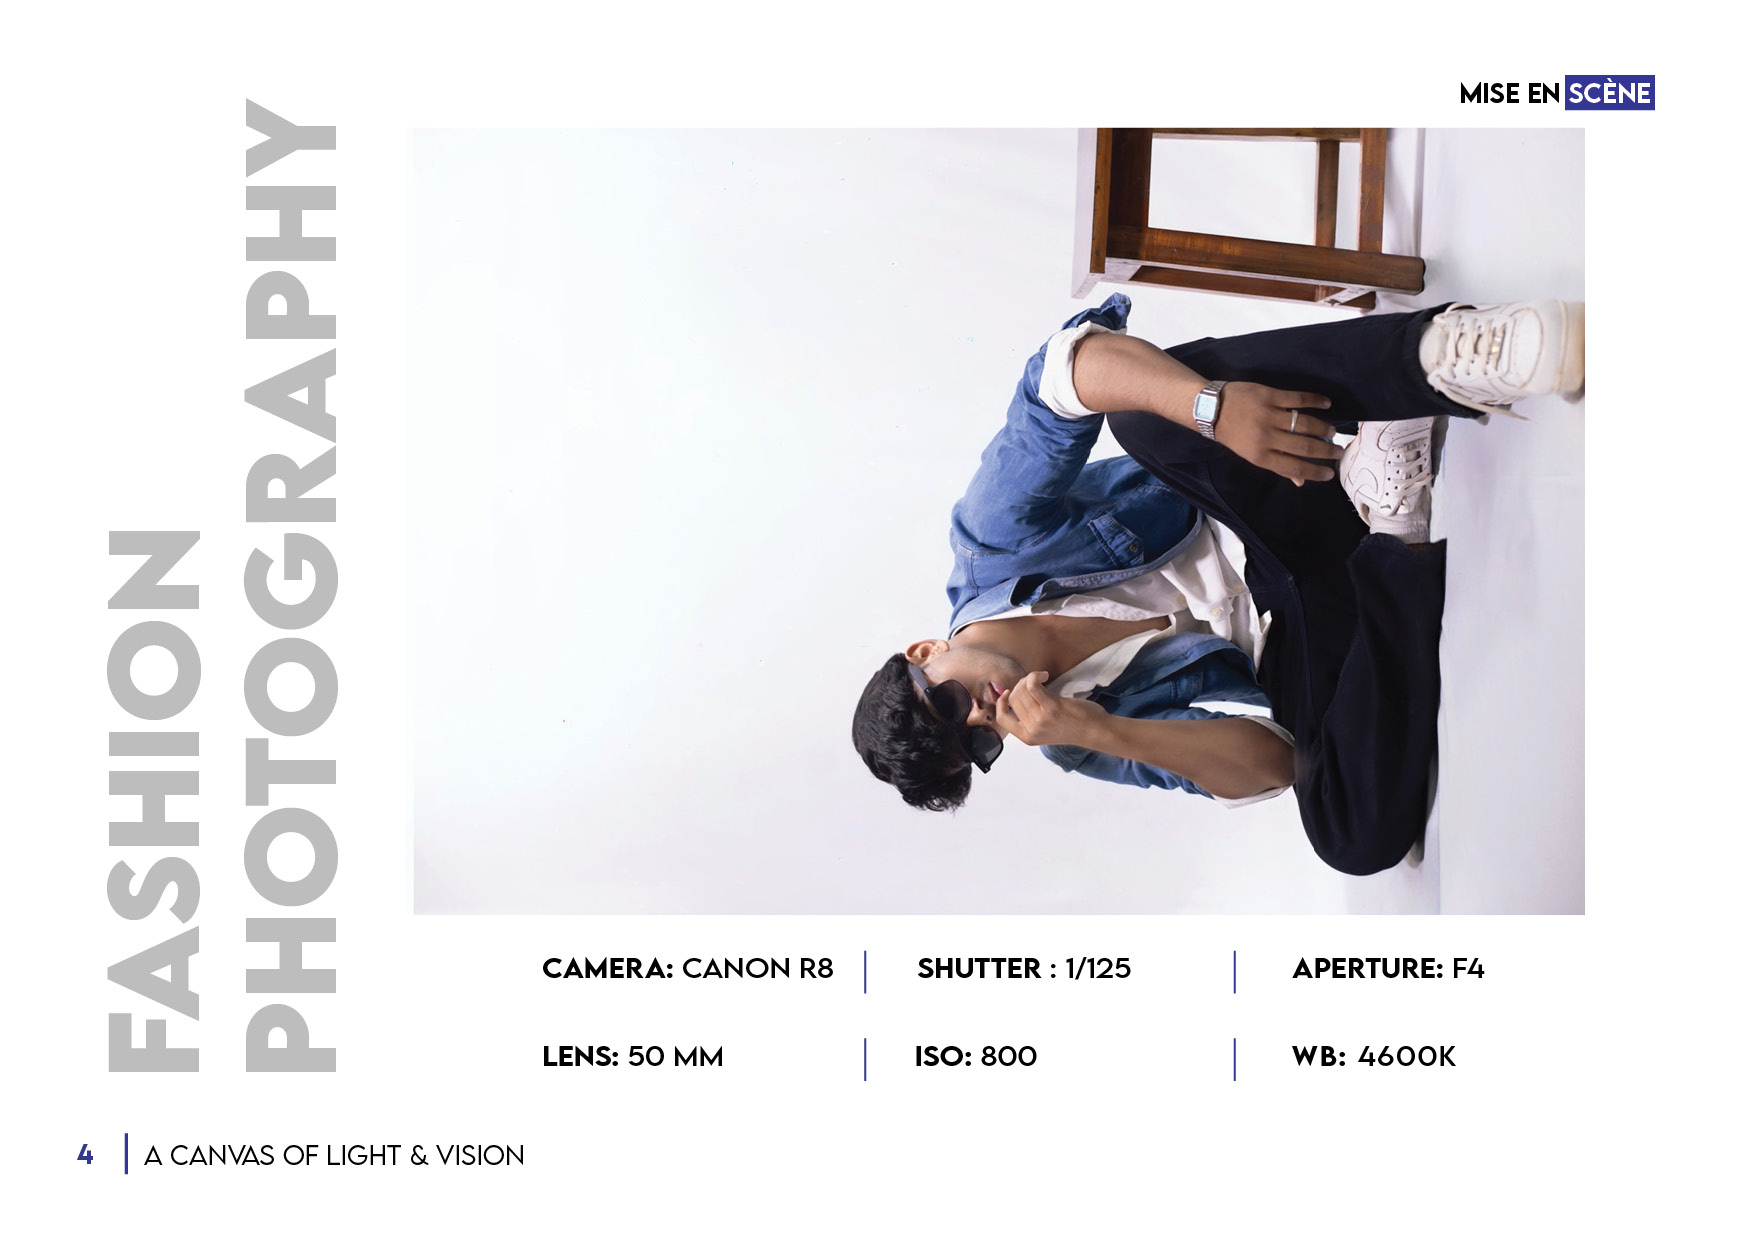 MISE EN SCÈNE
FASHION
PHOTOGRAPHY
CAMERA: CANON R8
SHUTTER : 1/125
APERTURE: F4
LENS: 50 MM
ISO: 800
WB: 4600K
4
A CANVAS OF LIGHT & VISION